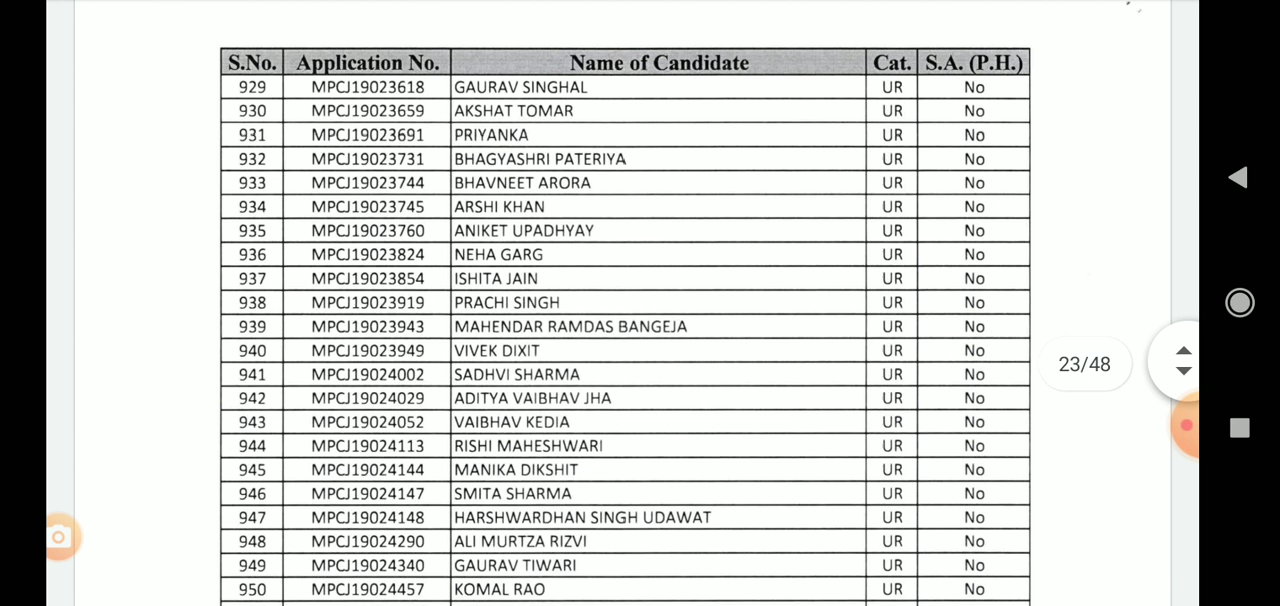 S.No. Application No. Name of Candidate Cat. S.A. (P.H.)
929 MPCJ19023618 GAURAV SINGHAL UR No
930 MPCJ19023659 AKSHAT TOMAR UR No
931 MPCJ19023691 PRIYANKA UR No
932 MPCJ19023731 BHAGYASHRI PATERIYA UR No
933 MPCJ19023744 BHAVNEET ARORA UR No
934 MPCJ19023745 ARSHI KHAN UR No
935 MPCJ19023760 ANIKET UPADHYAY UR No
936 MPCJ19023824 NEHA GARG UR No
937 MPCJ19023854 ISHITA JAIN UR No
938 MPCJ19023919 PRACHI SINGH UR No
939 MPCJ19023943 MAHENDAR RAMDAS BANGEJA UR No
940 MPCJ19023949 VIVEK DIXIT UR No
23/48
941 MPCJ19024002 SADHVI SHARMA UR No
942 MPCJ19024029 ADITYA VAIBHAV JHA UR No
943 MPCJ19024052 VAIBHAV KEDIA UR No
944 MPCJ19024113 RISHI MAHESHWARI UR No
945 MPCJ19024144 MANIKA DIKSHIT UR No
946 MPCJ19024147 SMITA SHARMA UR No
947 MPCJ19024148 HARSHWARDHAN SINGH UDAWAT UR No
948 MPCJ19024290 ALI MURTZA RIZVI UR No
949 MPCJ19024340 GAURAV TIWARI UR No
950 MPCJ19024457 KOMAL RAO UR No